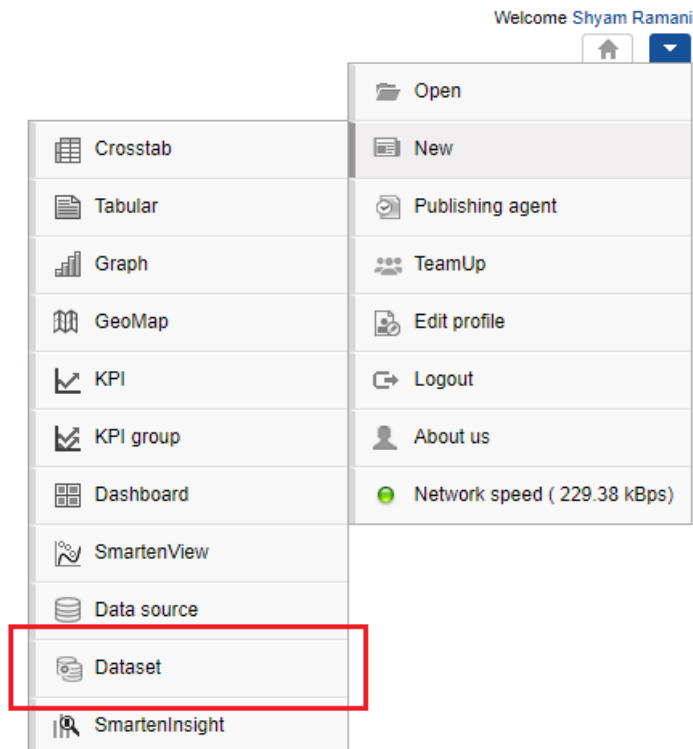 Welcome Shyam Ramani
Open
New
Publishing agent
TeamUp
Edit profile
Logout
About us
Network speed ( 229.38 kBps)
Crosstab
Tabular
Graph
GeoMap
KPI
KPI group
Dashboard
SmartenView
Data source
Dataset
SmartenInsight